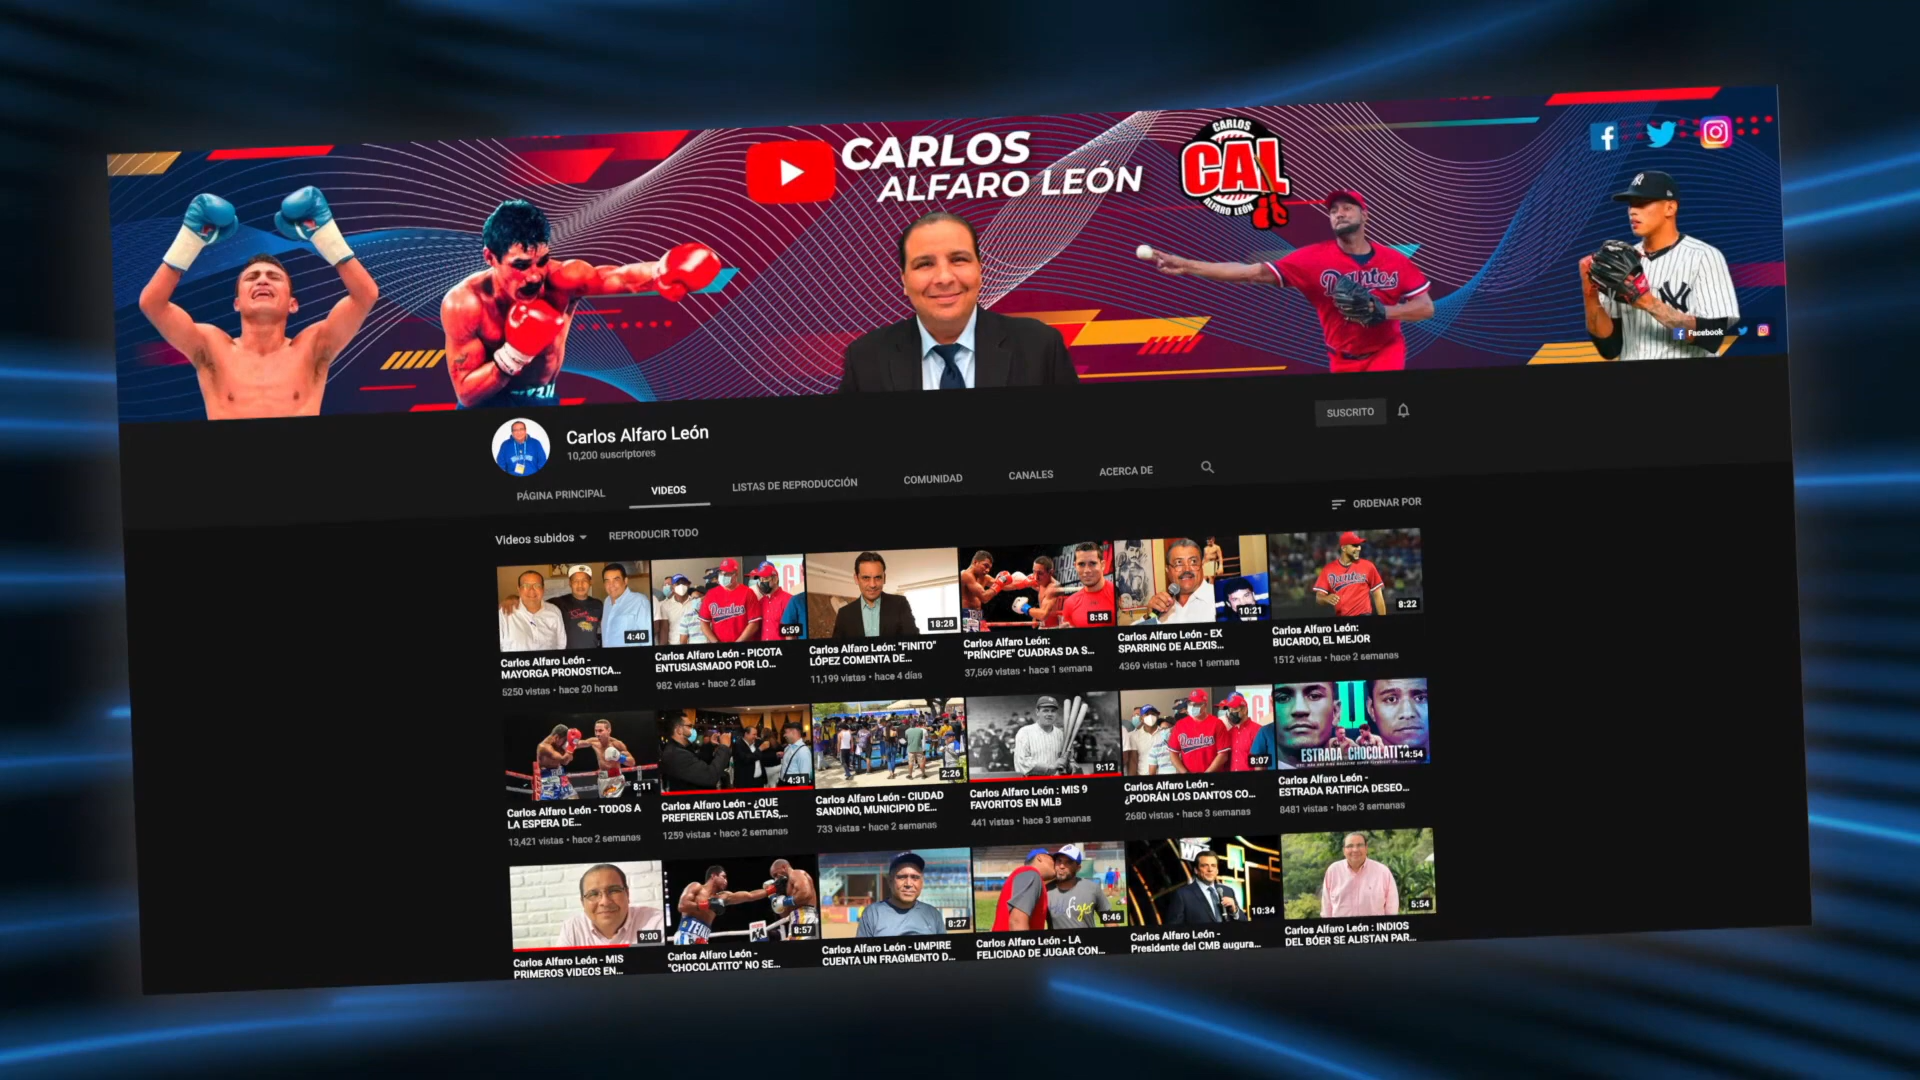 CARLOS
ALFARO LEÓN
CARLOS
CAL
ALFARO LEÓN
Dantos
NY
Facebook
Carlos Alfaro León
10,200 suscriptores
SUSCRITO
PÁGINA PRINCIPAL
VIDEOS
LISTAS DE REPRODUCCIÓN
COMUNIDAD
CANALES
ACERCA DE
Videos subidos
REPRODUCIR TODO
ORDENAR POR
4:40
Carlos Alfaro León -
MAYORGA PRONOSTICA...
5250 vistas • hace 20 horas
Dantos
6:59
Carlos Alfaro León - PICOTA
ENTUSIASMADO POR LO...
982 vistas • hace 2 días
18:28
Carlos Alfaro León: "FINITO"
LÓPEZ COMENTA DE...
11,199 vistas • hace 4 días
8:58
Carlos Alfaro León:
"PRÍNCIPE" CUADRAS DA S...
37,569 vistas • hace 1 semana
10:21
Carlos Alfaro León - EX
SPARRING DE ALEXIS...
4369 vistas • hace 1 semana
Dantos
8:22
Carlos Alfaro León:
BUCARDO, EL MEJOR
1512 vistas • hace 2 semanas
8:11
Carlos Alfaro León - TODOS A
LA ESPERA DE...
13,421 vistas • hace 2 semanas
4:31
Carlos Alfaro León - ¿QUE
PREFIEREN LOS ATLETAS,...
1259 vistas • hace 2 semanas
2:26
Carlos Alfaro León - CIUDAD
SANDINO, MUNICIPIO DE...
733 vistas • hace 2 semanas
9:12
Carlos Alfaro León : MIS 9
FAVORITOS EN MLB
441 vistas • hace 3 semanas
Dantos
8:07
Carlos Alfaro León -
¿PODRÁN LOS DANTOS CO...
2680 vistas • hace 3 semanas
ESTRADA CHOCOLATI
14:54
Carlos Alfaro León -
ESTRADA RATIFICA DESEO...
8481 vistas • hace 3 semanas
9:00
Carlos Alfaro León - MIS
PRIMEROS VIDEOS EN...
8:57
Carlos Alfaro León -
"CHOCOLATITO" NO SE...
8:27
Carlos Alfaro León - UMPIRE
CUENTA UN FRAGMENTO D...
8:46
Carlos Alfaro León - LA
FELICIDAD DE JUGAR CON...
10:34
Carlos Alfaro León -
Presidente del CMB augura...
5:54
Carlos Alfaro León : INDIOS
DEL BÓER SE ALISTAN PAR...